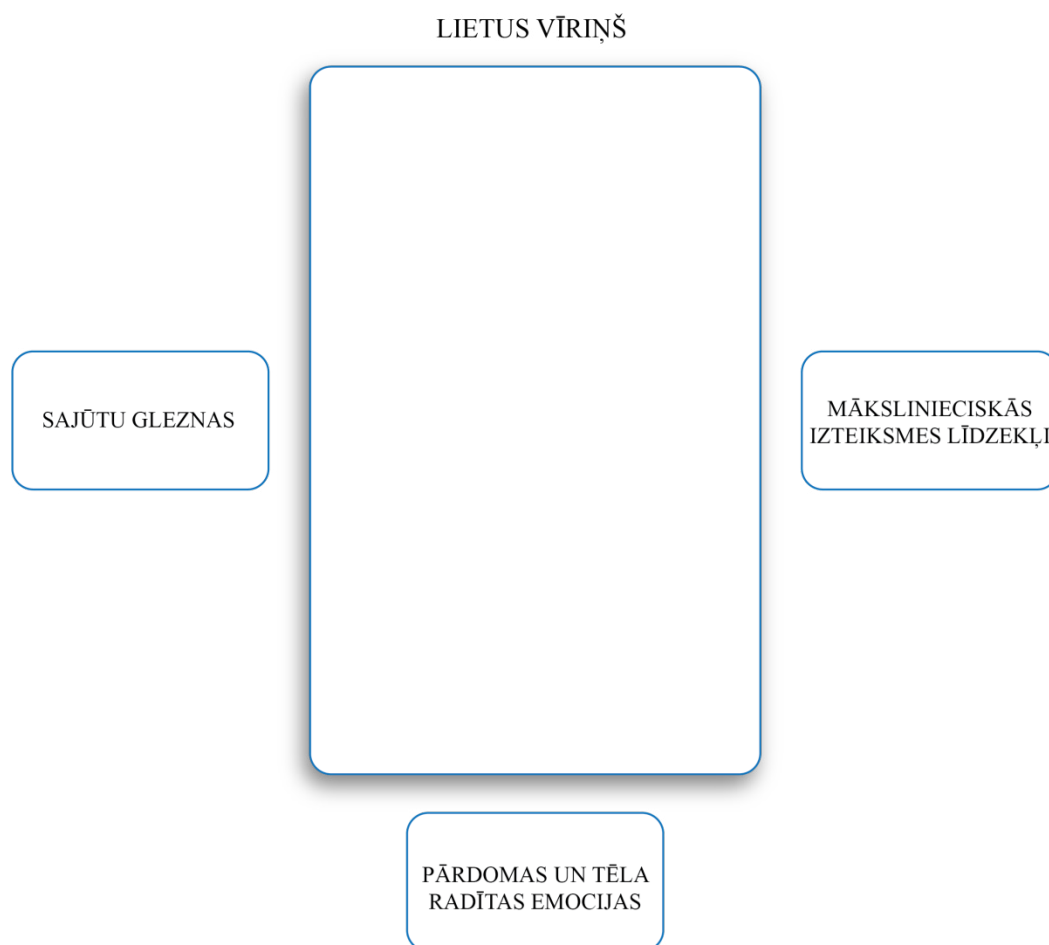 LIETUS VĪRIŅŠ
SAJŪTU GLEZNAS
MĀKSLINIECISKĀS
IZTEIKSMES LĪDZEKĻI
PĀRDOMAS UN TĒLA
RADĪTAS EMOCIJAS